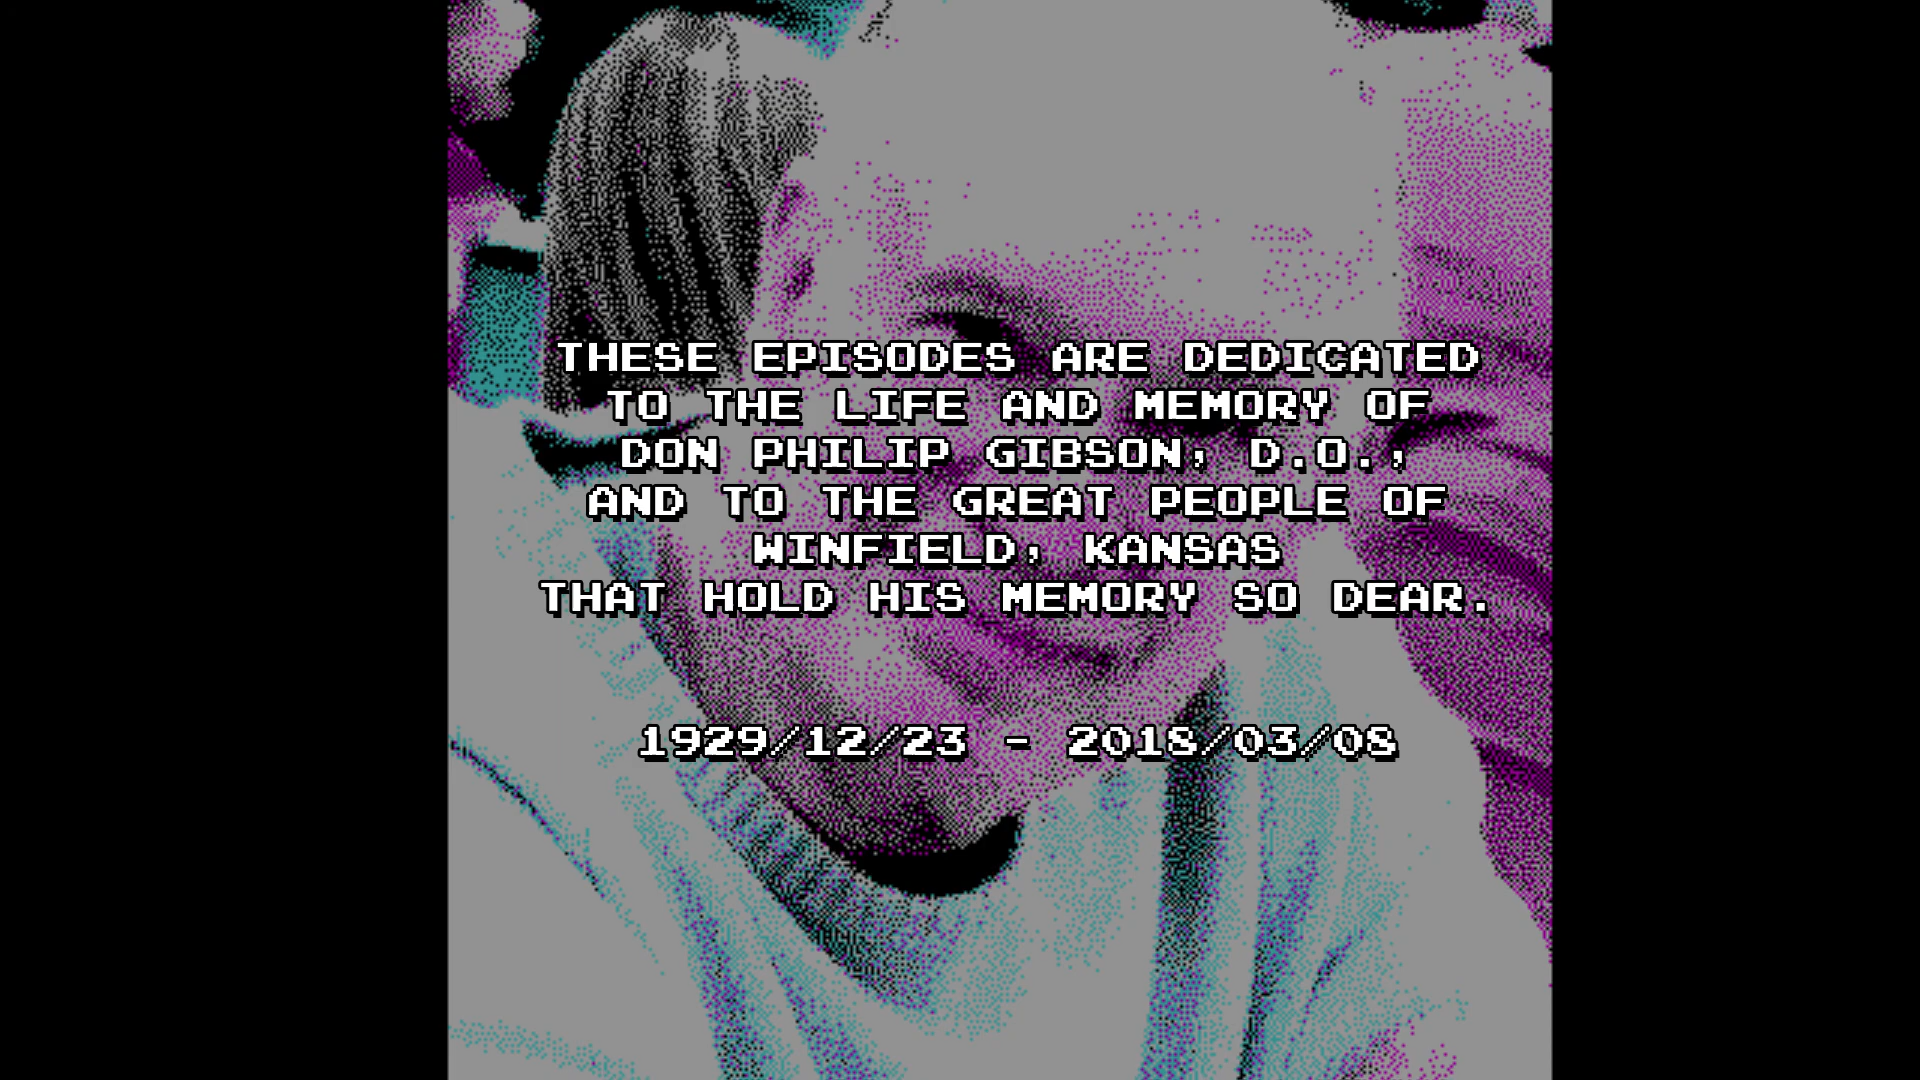 THESE EPISODES ARE DEDICATED
TO THE LIFE AND MEMORY OF
DON PHILIP GIBSON, D.O.,
AND TO THE GREAT PEOPLE OF
WINFIELD, KANSAS
THAT HOLD HIS MEMORY SO DEAR.
1929/12/23 - 2018/03/08